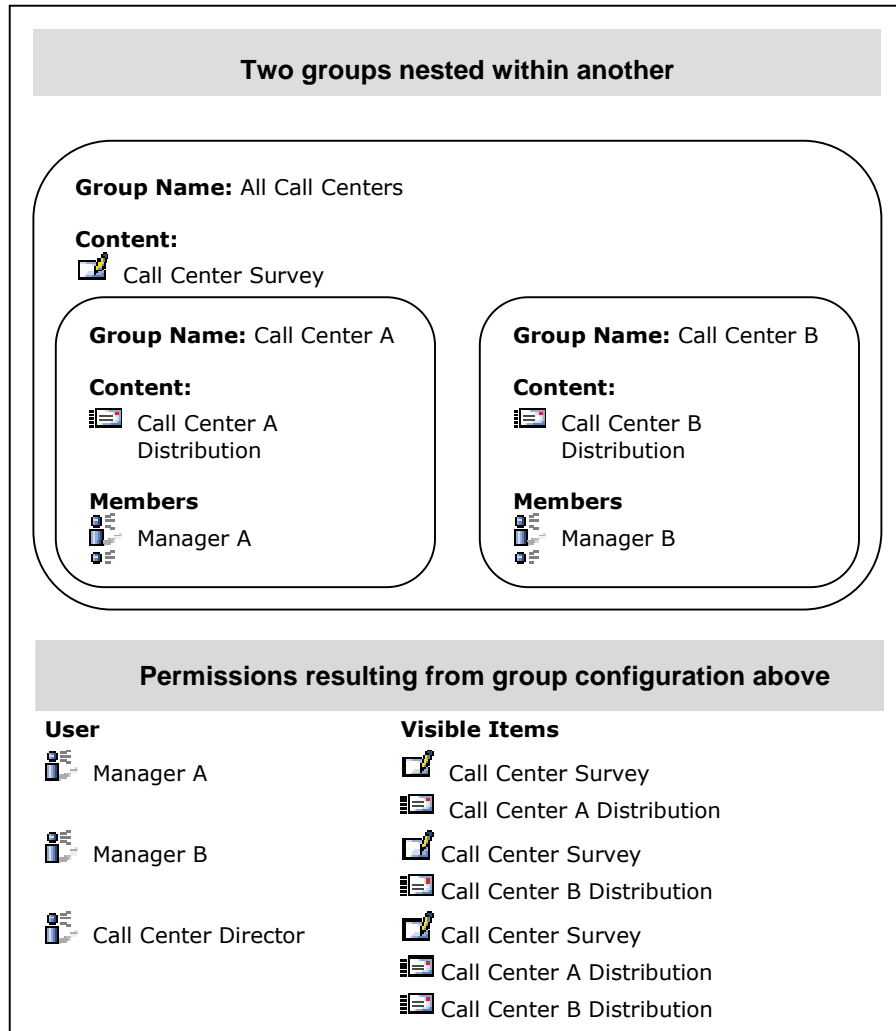 Two groups nested within another
Group Name: All Call Centers
Content:
Call Center Survey
Group Name: Call Center A
Content:
Call Center A
Distribution
Members
Manager A
Group Name: Call Center B
Content:
Call Center B
Distribution
Members
Manager B
Permissions resulting from group configuration above
User
Visible Items
Manager A
Call Center Survey
Call Center A Distribution
Manager B
Call Center Survey
Call Center B Distribution
Call Center Director
Call Center Survey
Call Center A Distribution
Call Center B Distribution